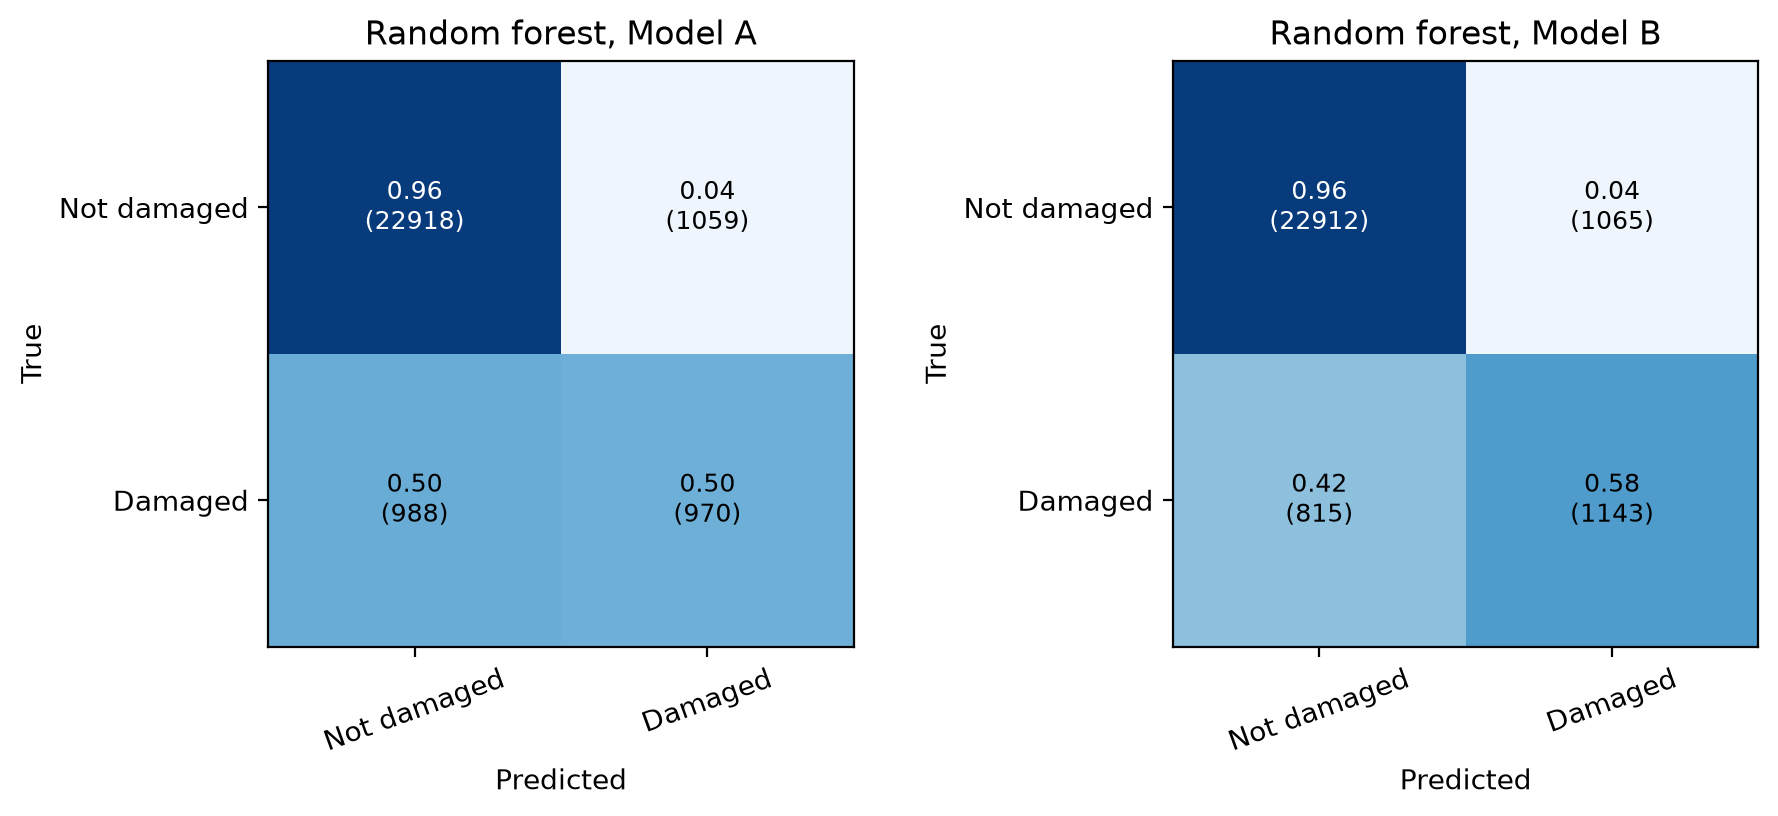 Random forest, Model A
True
Not damaged
0.96
(22918)
0.04
(1059)
Damaged
0.50
(988)
0.50
(970)
Not damaged
Damaged
Predicted
Random forest, Model B
True
Not damaged
0.96
(22912)
0.04
(1065)
Damaged
0.42
(815)
0.58
(1143)
Not damaged
Damaged
Predicted